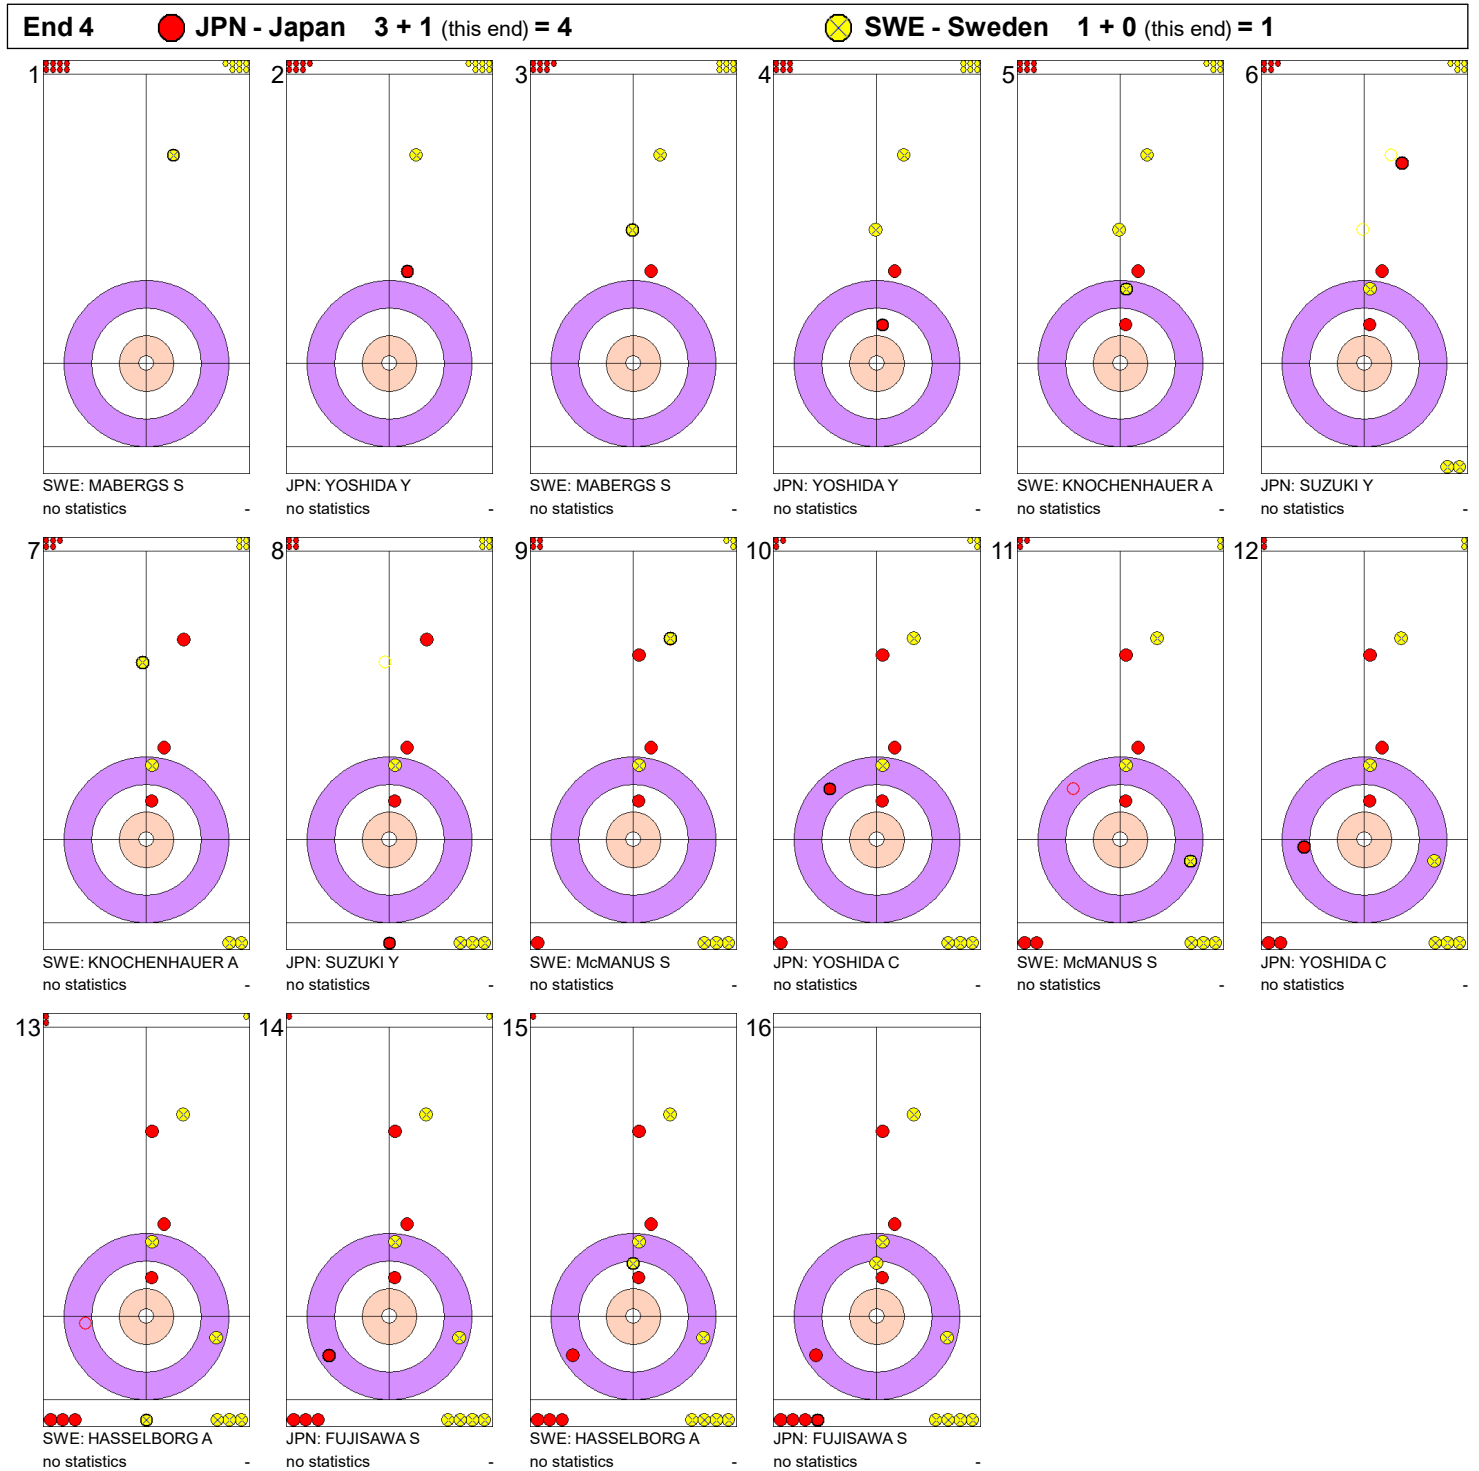 End 4 JPN - Japan 3 + 1 (this end) = 4 SWE - Sweden 1 + 0 (this end) = 1
1 2 3 4 5 6
SWE: MABERGS S JPN: YOSHIDA Y SWE: MABERGS S JPN: YOSHIDA Y SWE: KNOCHENHAUER A JPN: SUZUKI Y
no statistics - no statistics - no statistics - no statistics - no statistics - no statistics -
7 8 9 10 11 12
SWE: KNOCHENHAUER A JPN: SUZUKI Y SWE: McMANUS S JPN: YOSHIDA C SWE: McMANUS S JPN: YOSHIDA C
no statistics - no statistics - no statistics - no statistics - no statistics - no statistics -
13 14 15 16
SWE: HASSELBORG A JPN: FUJISAWA S SWE: HASSELBORG A JPN: FUJISAWA S
no statistics - no statistics - no statistics - no statistics -